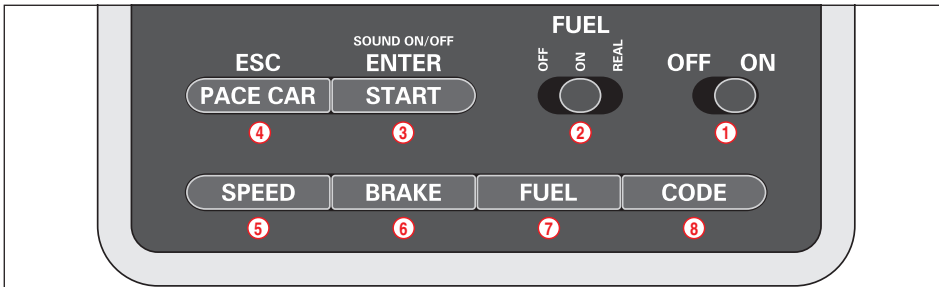 FUEL
SOUND ON/OFF
ESC ENTER OFF ON REAL OFF ON
PACE CAR START
4 3 2 1
SPEED BRAKE FUEL CODE
5 6 7 8